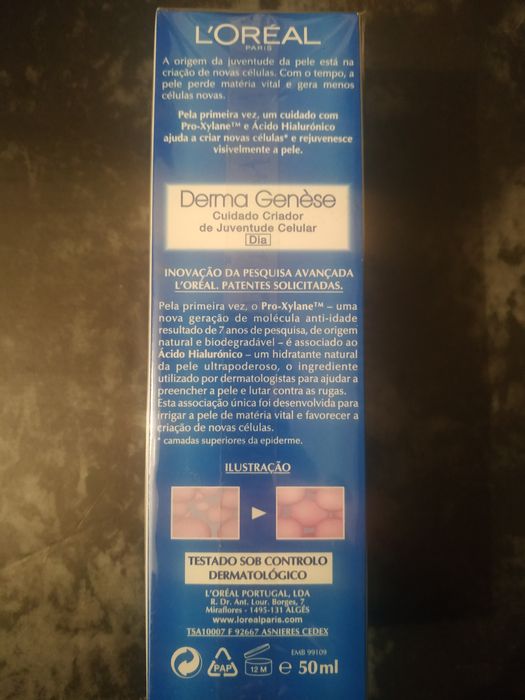 L'ORÉAL
PARIS
A origem da juventude da pele está na
criação de novas células. Com o tempo, a
pele perde matéria vital e gera menos
células novas.
Pela primeira vez, um cuidado com
Pro-Xylane™ e Ácido Hialurónico
ajuda a criar novas células* e rejuvenesce
visivelmente a pele.
Derma Genèse
Cuidado Criador
de Juventude Celular
Dia
INOVAÇÃO DA PESQUISA AVANÇADA
L'ORÉAL. PATENTES SOLICITADAS.
Pela primeira vez, o Pro-Xylane™ – uma
nova geração de molécula anti-idade
resultado de 7 anos de pesquisa, de origem
natural e biodegradável – é associado ao
Ácido Hialurónico – um hidratante natural
da pele ultrapoderoso, o ingrediente
utilizado por dermatologistas para ajudar a
preencher a pele e lutar contra as rugas.
Esta associação única foi desenvolvida para
irrigar a pele de matéria vital e favorecer a
criação de novas células.
* camadas superiores da epiderme.
ILUSTRAÇÃO
TESTADO SOB CONTROLO
DERMATOLÓGICO
L'ORÉAL PORTUGAL, LDA
R. Dr. Ant. Lour. Borges, 7
Miraflores - 1495-131 ALGÉS
www.lorealparis.com
TSA10007 F 92667 ASNIERES CEDEX
EMB 99109
PAP 12 M e 50 ml